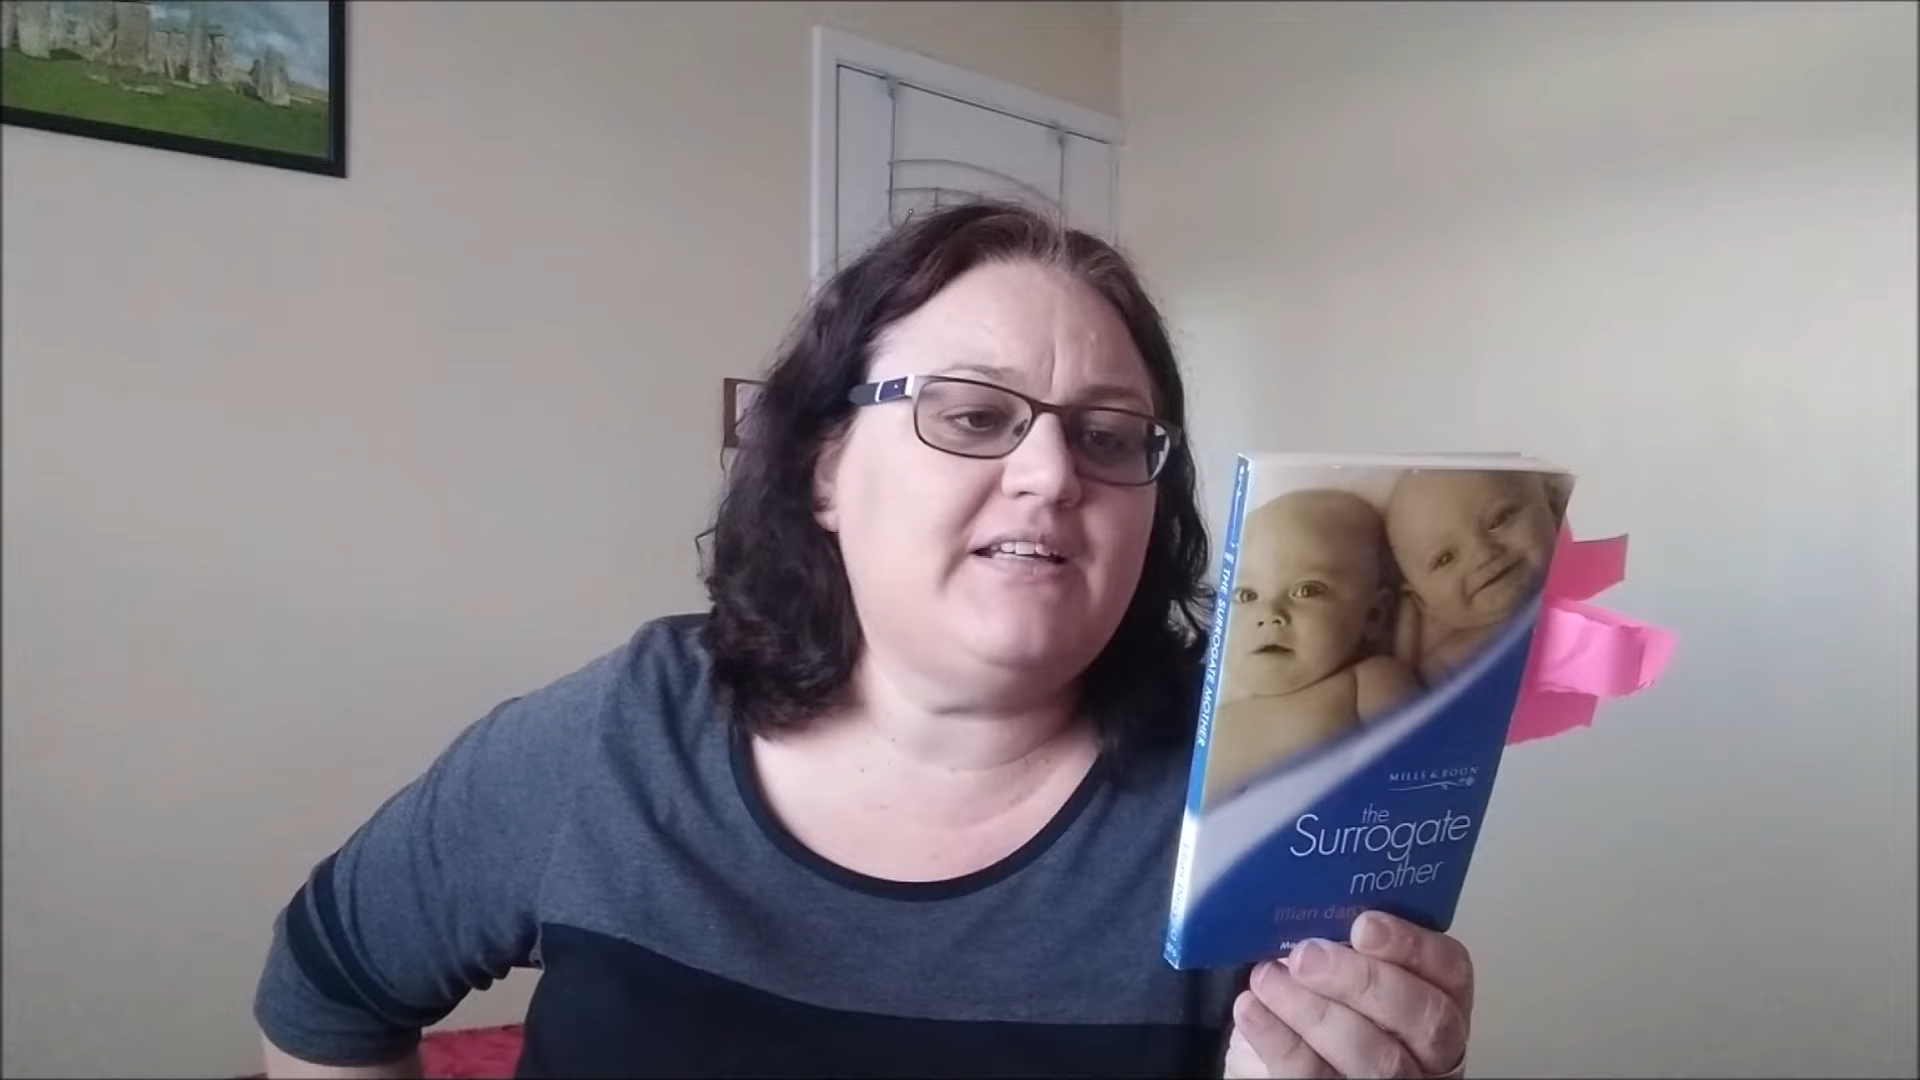 THE SURROGATE MOTHER
MILLS & BOON
the
Surrogate
mother